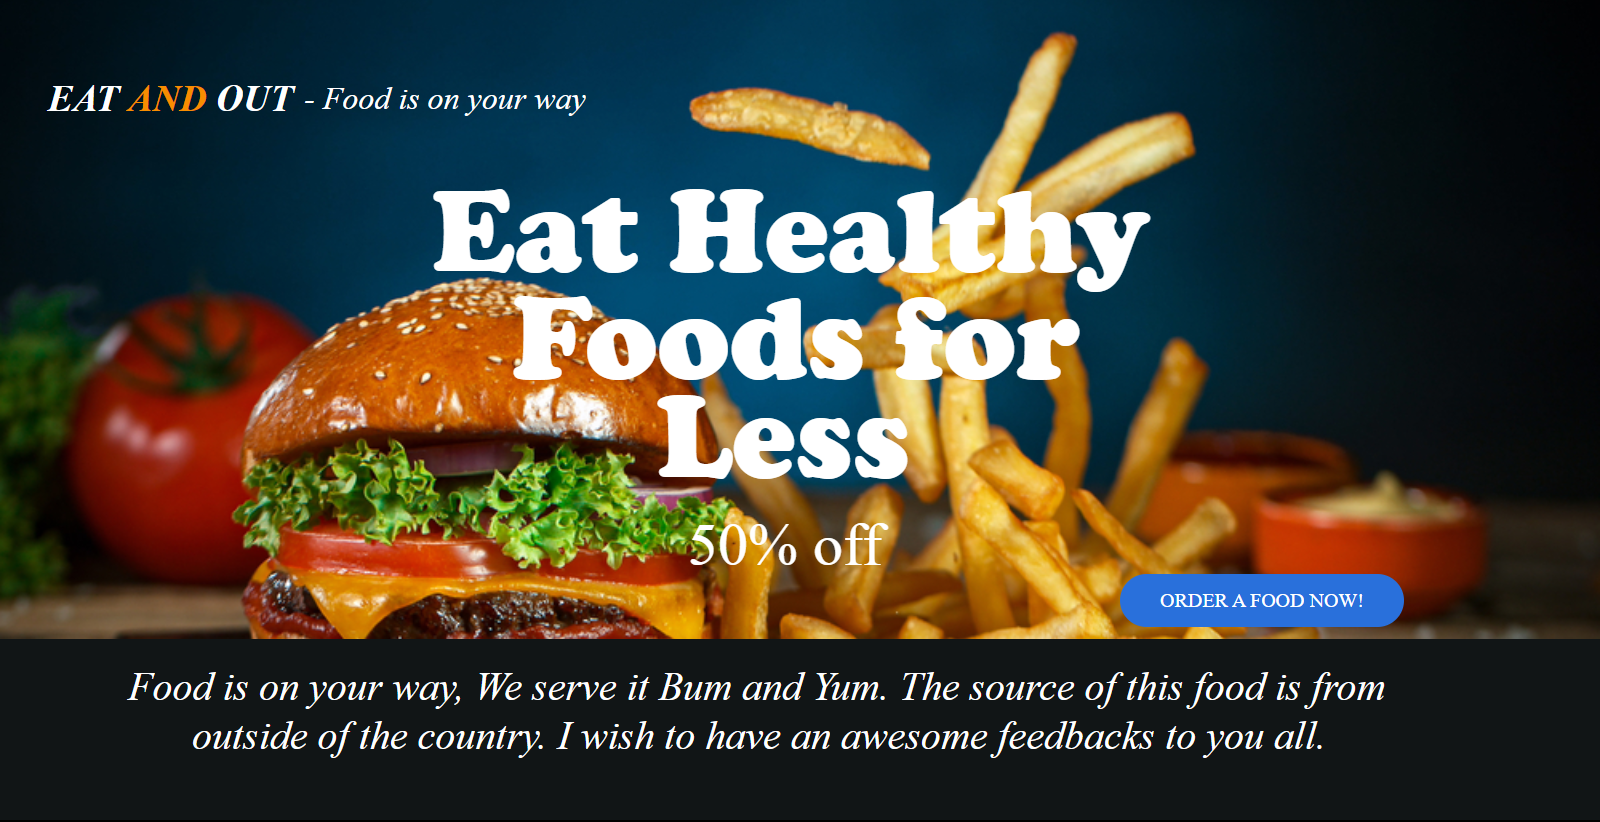 EAT AND OUT - Food is on your way
Eat Healthy
Foods for
Less
50% off
ORDER A FOOD NOW!
Food is on your way, We serve it Bum and Yum. The source of this food is from
outside of the country. I wish to have an awesome feedbacks to you all.